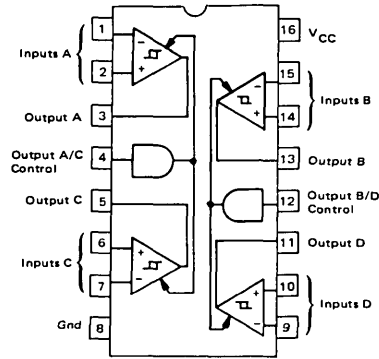 1
Inputs A
2
Output A 3
Output A/C
Control
4
Output C 5
6
Inputs C
7
Gnd 8
16 VCC
15
Inputs B
14
13 Output B
12 Output B/D
Control
11 Output D
10
Inputs D
9
− +
− +
+ −
+ −